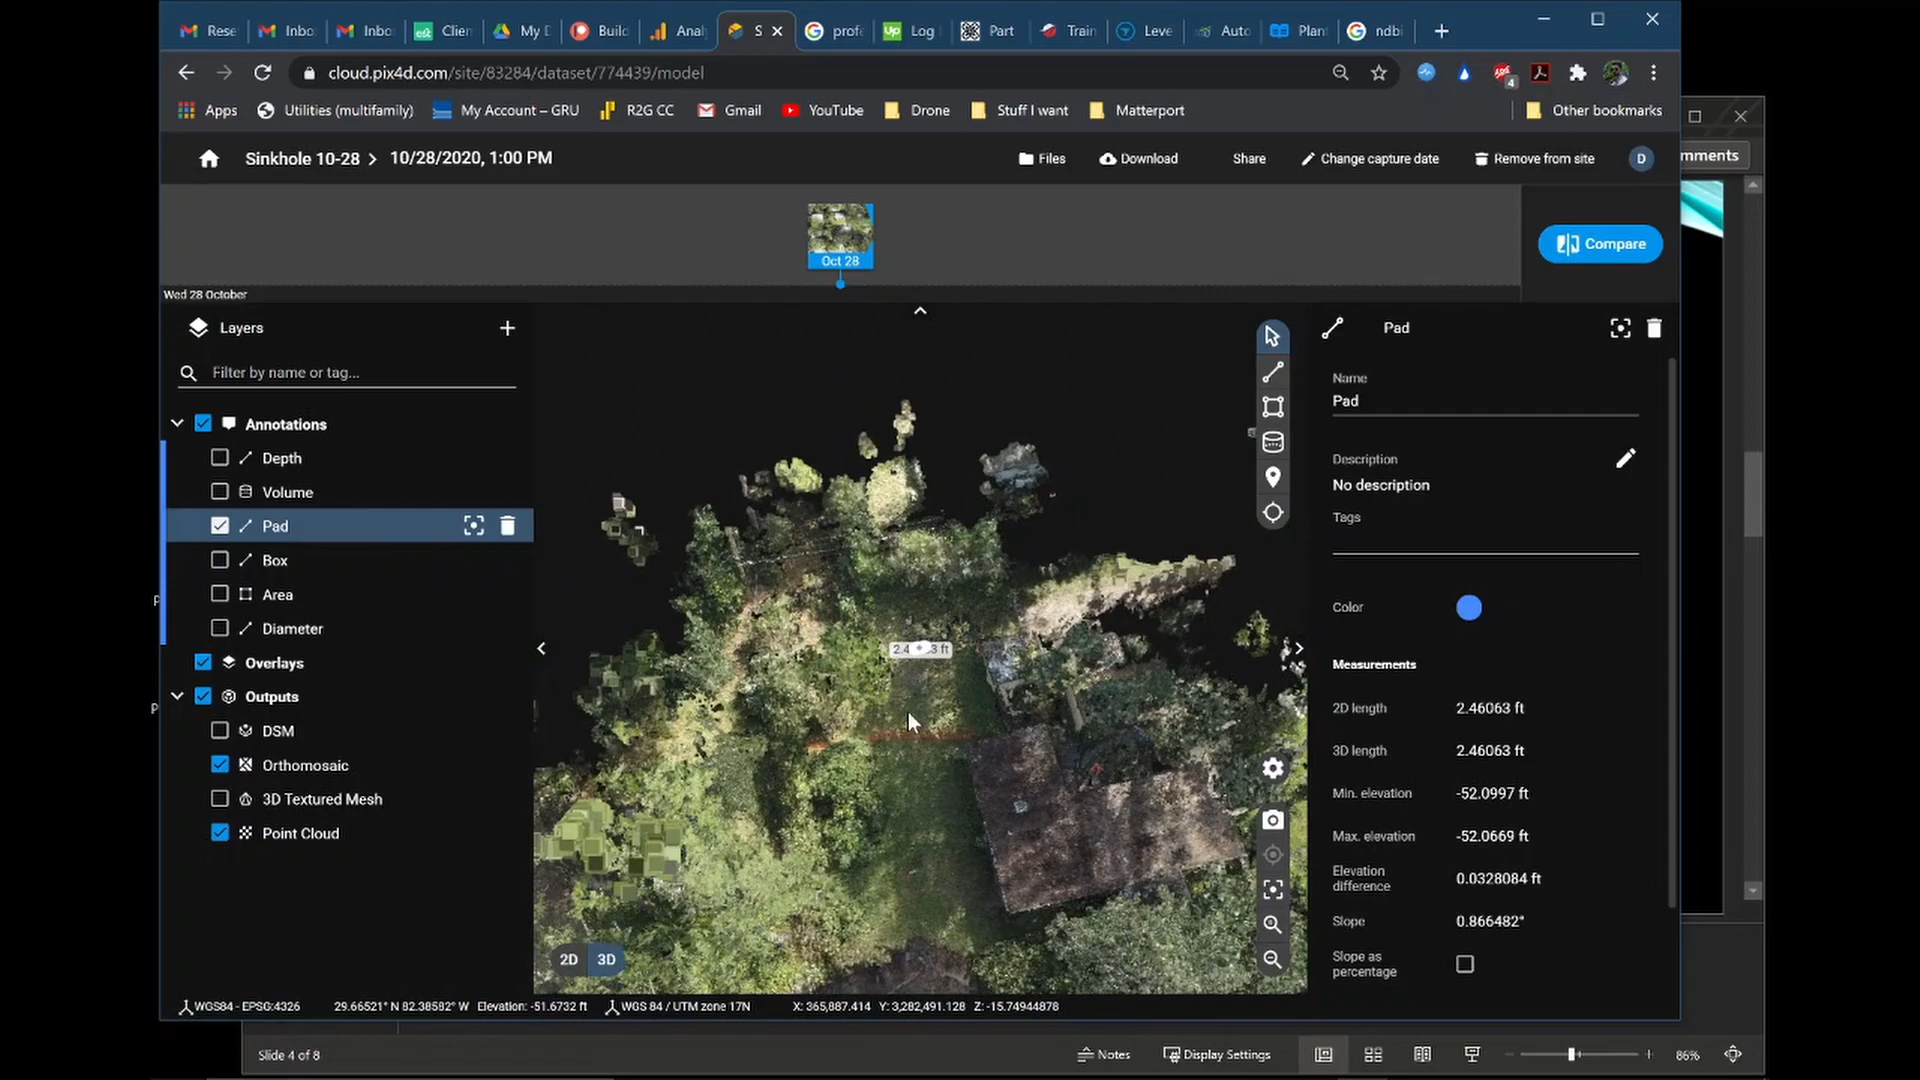 Rese Inbo Inbo Clien My D Build Anal S profe Log Part Train Leve Auto Plan ndbi
cloud.pix4d.com/site/83284/dataset/774439/model
4
Apps Utilities (multifamily) My Account – GRU R2G CC Gmail YouTube Drone Stuff I want Matterport Other bookmarks
Sinkhole 10-28 > 10/28/2020, 1:00 PM Files Download Share Change capture date Remove from site D
mments
Oct 28
Compare
Wed 28 October
Layers
Filter by name or tag...
Annotations
Depth
Volume
Pad
Box
Area
Diameter
Overlays
Outputs
DSM
Orthomosaic
3D Textured Mesh
Point Cloud
2D 3D
Pad
Name
Pad
Description
No description
Tags
Color
Measurements
2D length 2.46063 ft
3D length 2.46063 ft
Min. elevation -52.0997 ft
Max. elevation -52.0669 ft
Elevation difference 0.0328084 ft
Slope 0.866482°
Slope as percentage
WGS84 - EPSG:4326 29.66521° N 82.38582° W Elevation: -51.6732 ft WGS 84 / UTM zone 17N X: 365,887.414 Y: 3,282,491.128 Z: -15.74944878
Slide 4 of 8 Notes Display Settings 86%